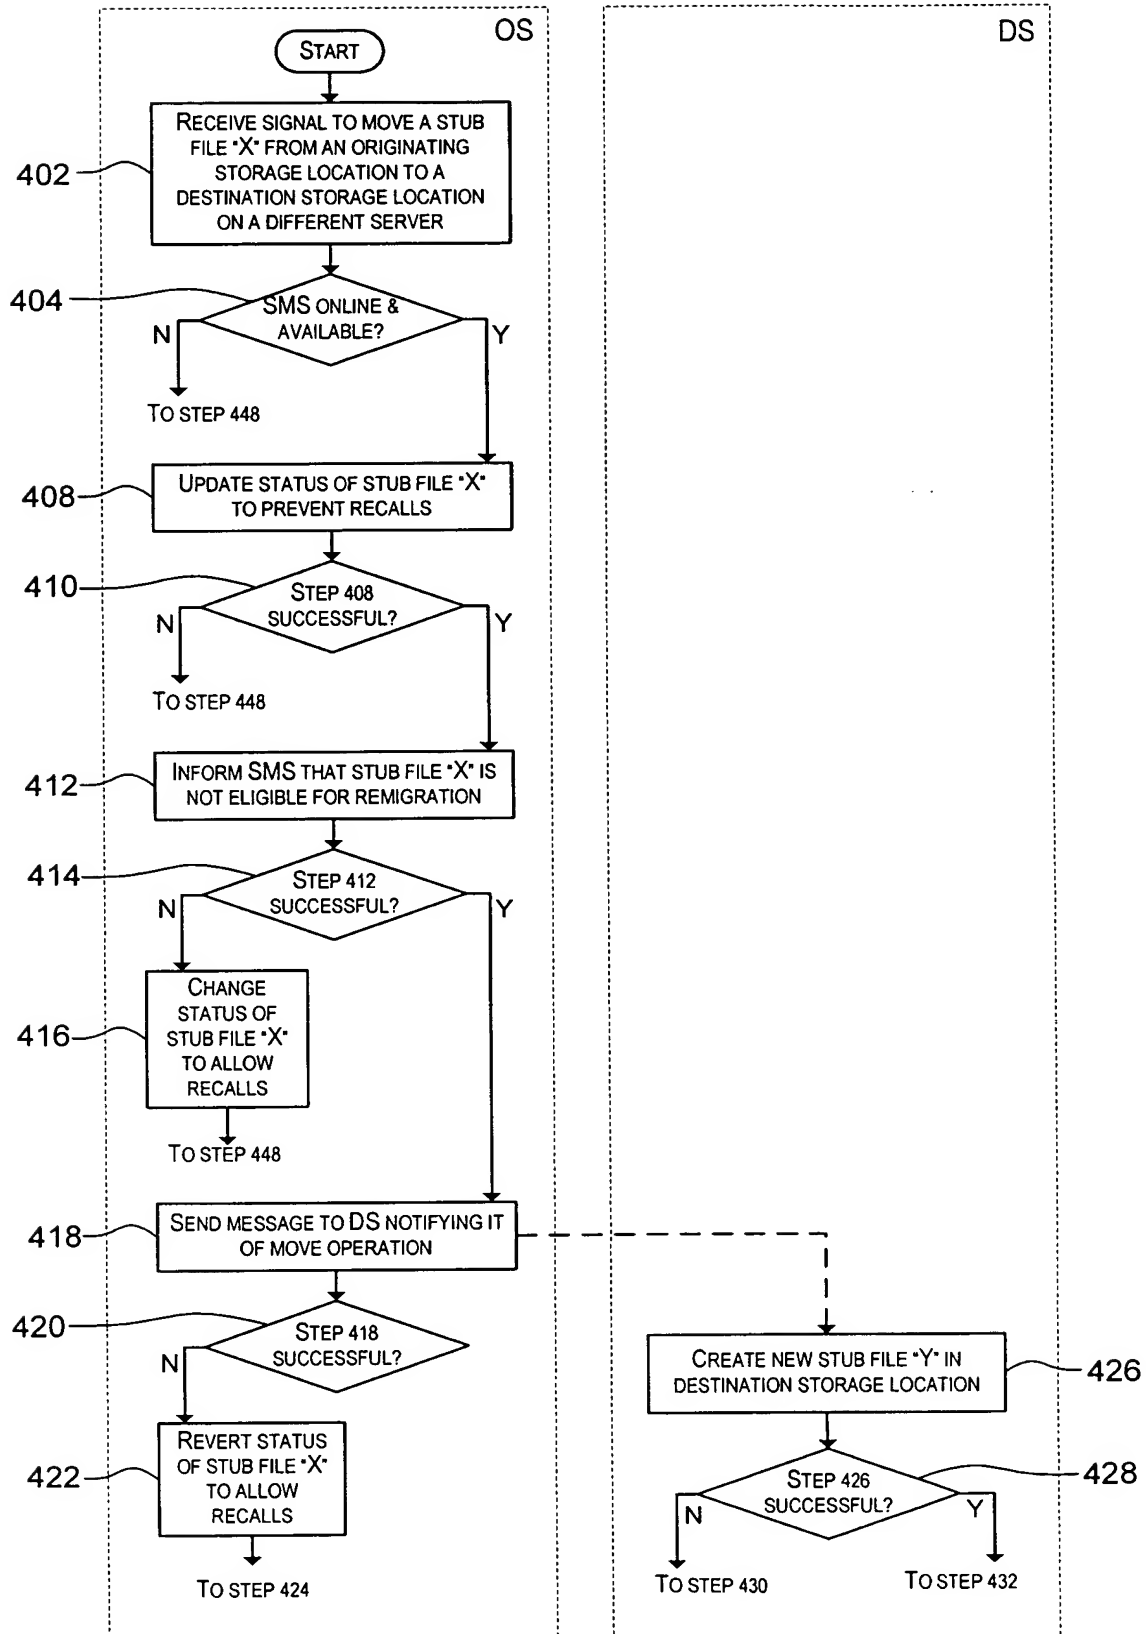 OS
DS
START
RECEIVE SIGNAL TO MOVE A STUB
FILE "X" FROM AN ORIGINATING
STORAGE LOCATION TO A
DESTINATION STORAGE LOCATION
ON A DIFFERENT SERVER
402
404
SMS ONLINE &
AVAILABLE?
N
Y
TO STEP 448
408
UPDATE STATUS OF STUB FILE "X"
TO PREVENT RECALLS
410
STEP 408
SUCCESSFUL?
N
Y
TO STEP 448
412
INFORM SMS THAT STUB FILE "X" IS
NOT ELIGIBLE FOR REMIGRATION
414
STEP 412
SUCCESSFUL?
N
Y
416
CHANGE
STATUS OF
STUB FILE "X"
TO ALLOW
RECALLS
TO STEP 448
418
SEND MESSAGE TO DS NOTIFYING IT
OF MOVE OPERATION
420
STEP 418
SUCCESSFUL?
N
422
REVERT STATUS
OF STUB FILE "X"
TO ALLOW
RECALLS
TO STEP 424
CREATE NEW STUB FILE "Y" IN
DESTINATION STORAGE LOCATION
426
STEP 426
SUCCESSFUL?
428
N
Y
TO STEP 430
TO STEP 432